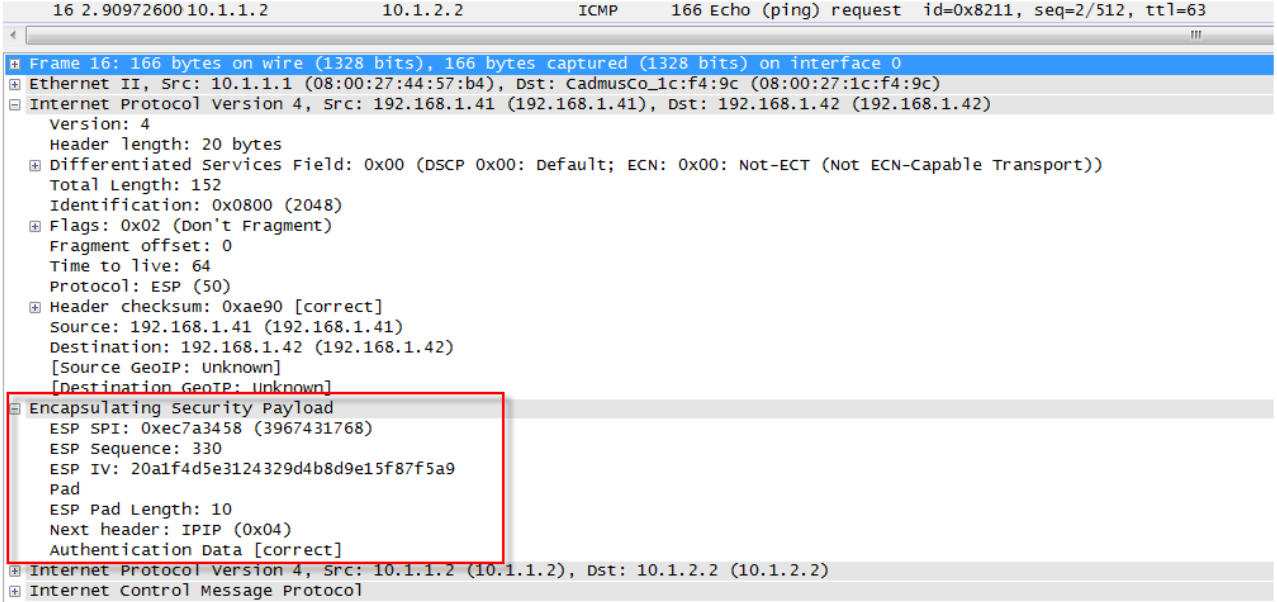 16 2.90972600 10.1.1.2 10.1.2.2 ICMP 166 Echo (ping) request id=0x8211, seq=2/512, ttl=63
Frame 16: 166 bytes on wire (1328 bits), 166 bytes captured (1328 bits) on interface 0
Ethernet II, Src: 10.1.1.1 (08:00:27:44:57:b4), Dst: CadmusCo_1c:f4:9c (08:00:27:1c:f4:9c)
Internet Protocol Version 4, Src: 192.168.1.41 (192.168.1.41), Dst: 192.168.1.42 (192.168.1.42)
Version: 4
Header length: 20 bytes
Differentiated Services Field: 0x00 (DSCP 0x00: Default; ECN: 0x00: Not-ECT (Not ECN-Capable Transport))
Total Length: 152
Identification: 0x0800 (2048)
Flags: 0x02 (Don't Fragment)
Fragment offset: 0
Time to live: 64
Protocol: ESP (50)
Header checksum: 0xae90 [correct]
Source: 192.168.1.41 (192.168.1.41)
Destination: 192.168.1.42 (192.168.1.42)
[Source GeoIP: Unknown]
[Destination GeoIP: Unknown]
Encapsulating Security Payload
ESP SPI: 0xec7a3458 (3967431768)
ESP Sequence: 330
ESP IV: 20a1f4d5e3124329d4b8d9e15f87f5a9
Pad
ESP Pad Length: 10
Next header: IPIP (0x04)
Authentication Data [correct]
Internet Protocol Version 4, Src: 10.1.1.2 (10.1.1.2), Dst: 10.1.2.2 (10.1.2.2)
Internet Control Message Protocol